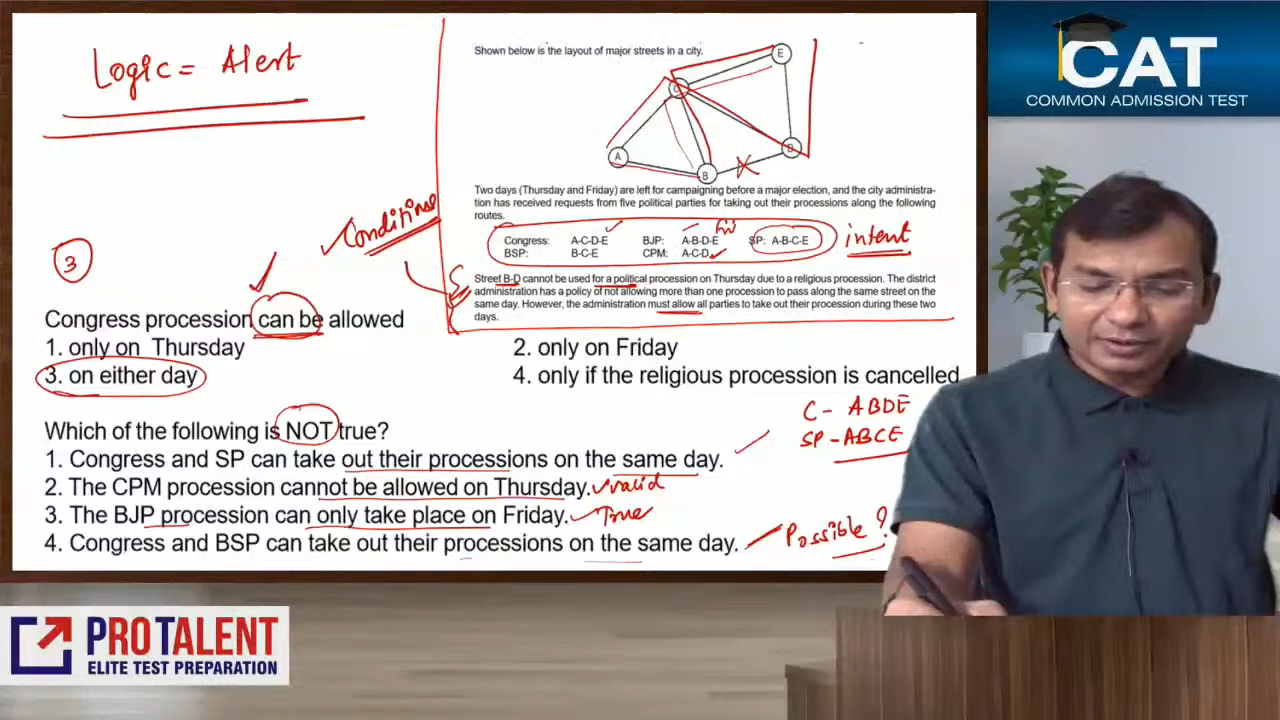 Logic = Alert
Conditions
3
Congress procession can be allowed
1. only on Thursday
2. only on Friday
3. on either day
4. only if the religious procession is cancelled
Which of the following is NOT true?
1. Congress and SP can take out their processions on the same day.
2. The CPM procession cannot be allowed on Thursday. valid
3. The BJP procession can only take place on Friday. True
4. Congress and BSP can take out their processions on the same day. Possible?
C - ABDE
SP - ABCE
Shown below is the layout of major streets in a city.
E
C
A
B
D
Two days (Thursday and Friday) are left for campaigning before a major election, and the city administra-
tion has received requests from five political parties for taking out their processions along the following
routes.
Congress: A-C-D-E BJP: A-B-D-E SP: A-B-C-E
BSP: B-C-E CPM: A-C-D
intent
Street B-D cannot be used for a political procession on Thursday due to a religious procession. The district
administration has a policy of not allowing more than one procession to pass along the same street on the
same day. However, the administration must allow all parties to take out their procession during these two
days.
CAT
COMMON ADMISSION TEST
PROTALENT
ELITE TEST PREPARATION